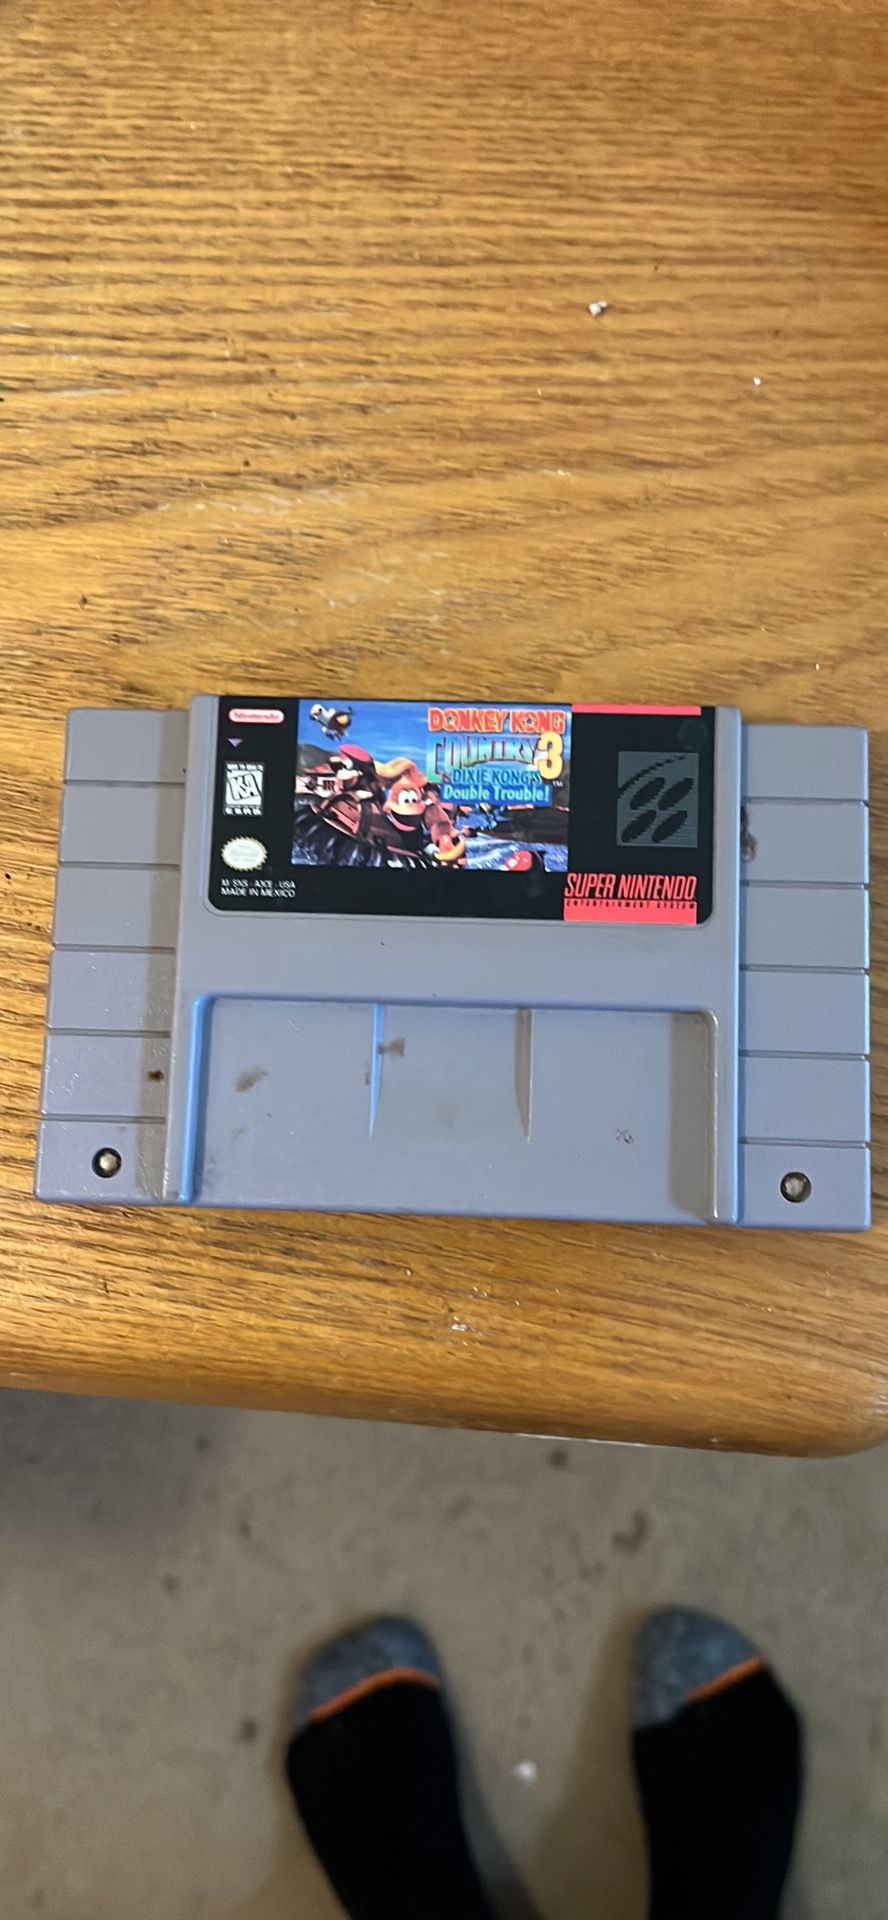 Nintendo
DONKEY KONG
COUNTRY 3
DIXIE KONG'S
TM
Double Trouble!
K-A
M/SNS-A3CE-USA
MADE IN MEXICO
SUPER NINTENDO
ENTERTAINMENT SYSTEM